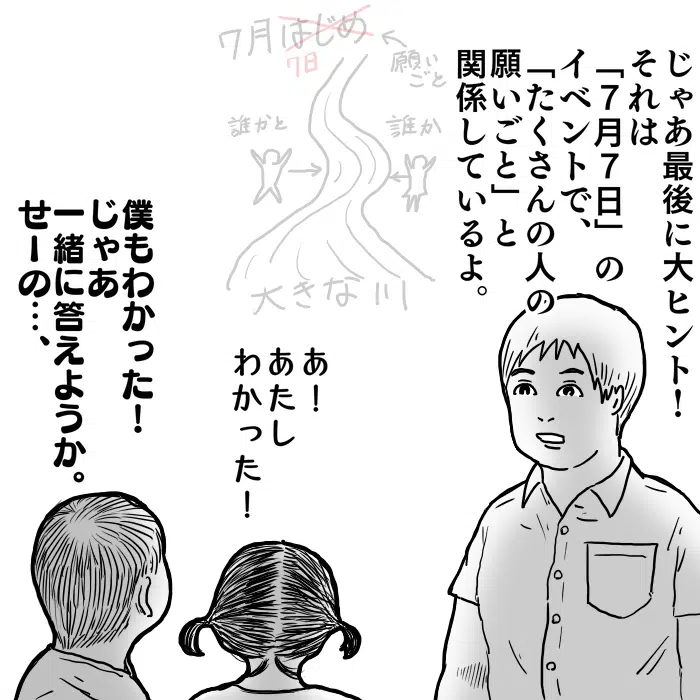 じゃあ最後に大ヒント！
それは
「７月７日」の
イベントで、
「たくさんの人の
願いごと」と
関係しているよ。
7月はじめ
7日
願い
ごと
誰かと
誰か
大きな川
あ！
あたし
わかった！
僕もわかった！
じゃあ
一緒に答えようか。
せーの…、